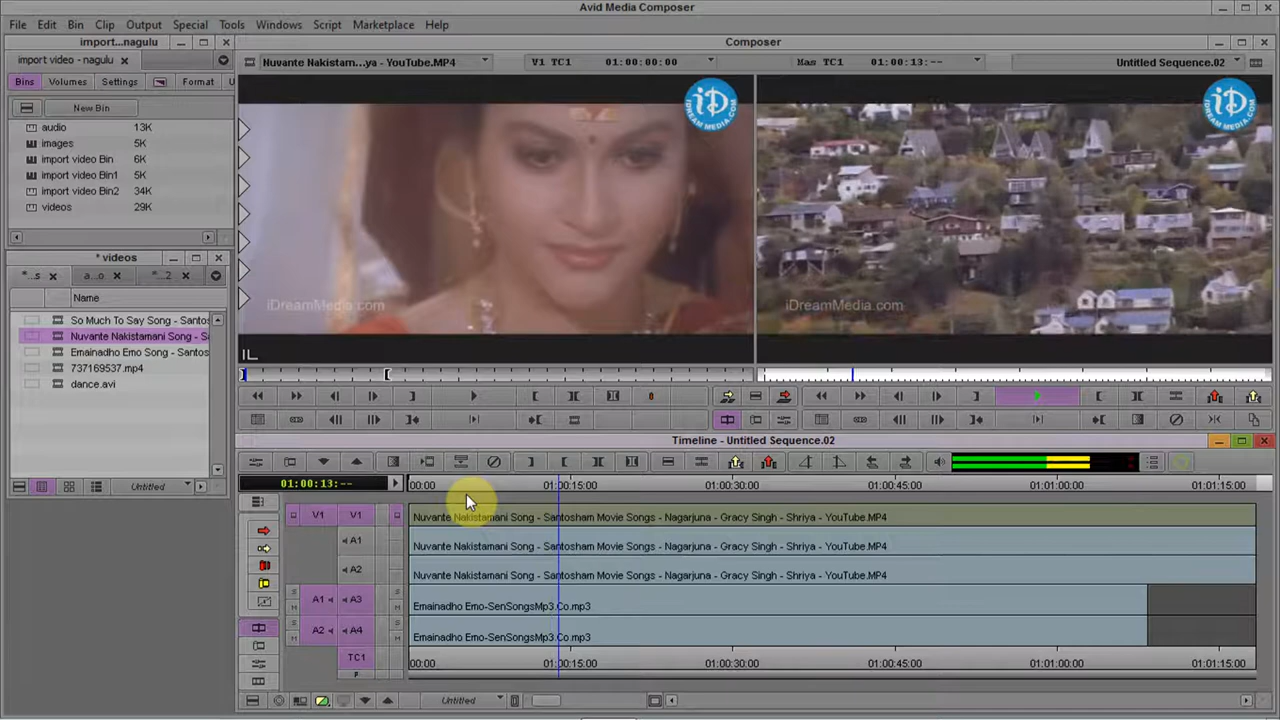 Avid Media Composer
File Edit Bin Clip Output Special Tools Windows Script Marketplace Help
import...nagulu
Composer
import video - nagulu
Nuvante Nakistam...ya - YouTube.MP4 V1 TC1 01:00:00:00 Mas TC1 01:00:13:-- Untitled Sequence.02
Bins Volumes Settings Format U
New Bin
audio 13K
images 5K
import video Bin 6K
import video Bin1 5K
import video Bin2 34K
videos 29K
iD
iDREAM MEDIA.COM
iDreamMedia.com
iD
iDREAM MEDIA.COM
iDreamMedia.com
* videos
*...s a...o *...2
Name
So Much To Say Song - Santos
Nuvante Nakistamani Song - S
Emainadho Emo Song - Santos
737169537.mp4
dance.avi
Untitled
Timeline - Untitled Sequence.02
01:00:13:--
00:00 01:00:15:00 01:00:30:00 01:00:45:00 01:01:00:00 01:01:15:00
V1 V1 Nuvante Nakistamani Song - Santosham Movie Songs - Nagarjuna - Gracy Singh - Shriya - YouTube.MP4
A1 Nuvante Nakistamani Song - Santosham Movie Songs - Nagarjuna - Gracy Singh - Shriya - YouTube.MP4
A2 Nuvante Nakistamani Song - Santosham Movie Songs - Nagarjuna - Gracy Singh - Shriya - YouTube.MP4
S M A1 A3 S M Emainadho Emo-SenSongsMp3.Co.mp3
S M A2 A4 S M Emainadho Emo-SenSongsMp3.Co.mp3
TC1 00:00 01:00:15:00 01:00:30:00 01:00:45:00 01:01:00:00 01:01:15:00
Untitled